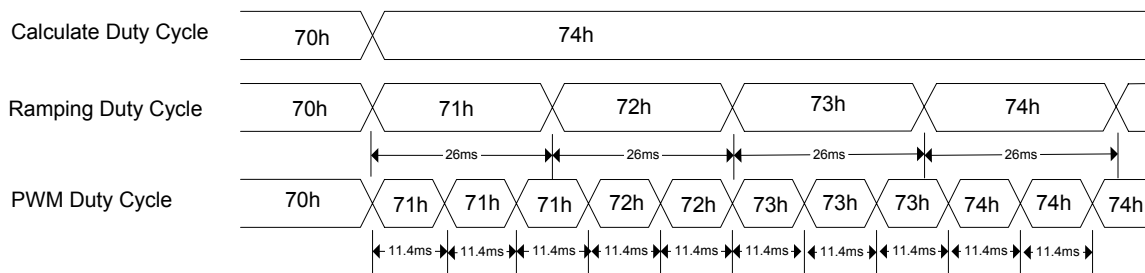 Calculate Duty Cycle 70h 74h
Ramping Duty Cycle 70h 71h 72h 73h 74h
26ms 26ms 26ms 26ms
PWM Duty Cycle 70h 71h 71h 71h 72h 72h 73h 73h 73h 74h 74h 74h
11.4ms 11.4ms 11.4ms 11.4ms 11.4ms 11.4ms 11.4ms 11.4ms 11.4ms 11.4ms